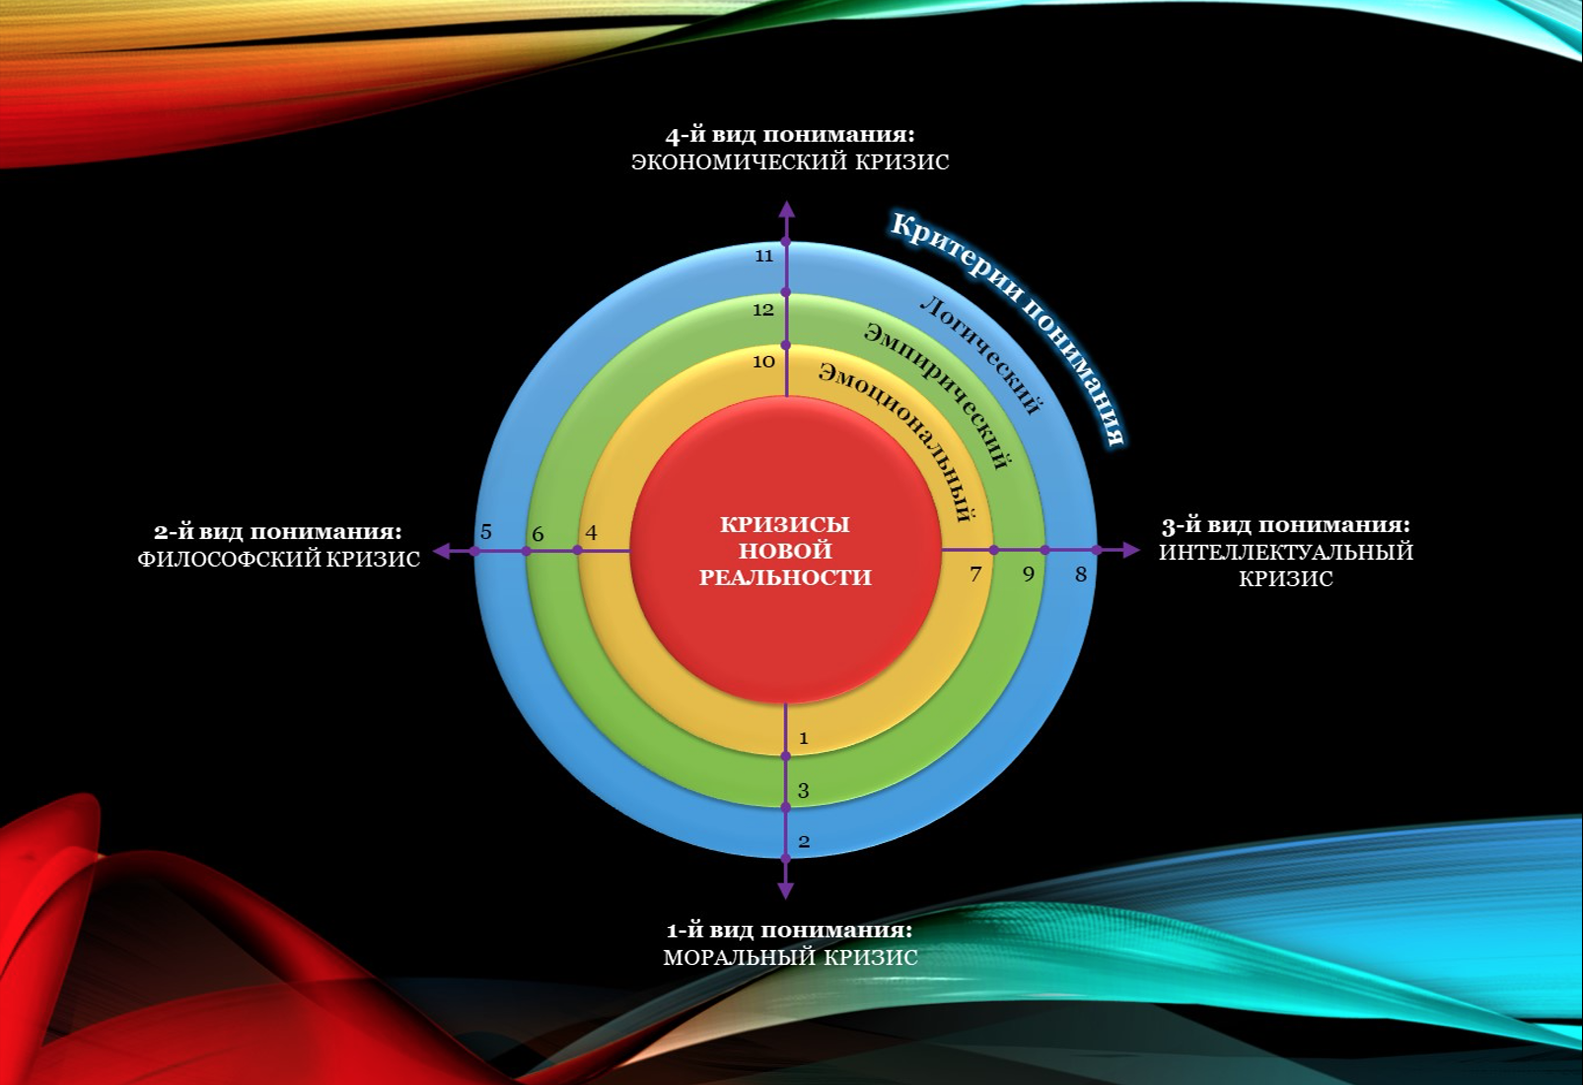 4-й вид понимания:
ЭКОНОМИЧЕСКИЙ КРИЗИС
Критерии понимания
11
Логический
12
Эмпирический
10
Эмоциональный
2-й вид понимания:
ФИЛОСОФСКИЙ КРИЗИС
5
6
4
КРИЗИСЫ
НОВОЙ
РЕАЛЬНОСТИ
7
9
8
3-й вид понимания:
ИНТЕЛЛЕКТУАЛЬНЫЙ
КРИЗИС
1
3
2
1-й вид понимания:
МОРАЛЬНЫЙ КРИЗИС